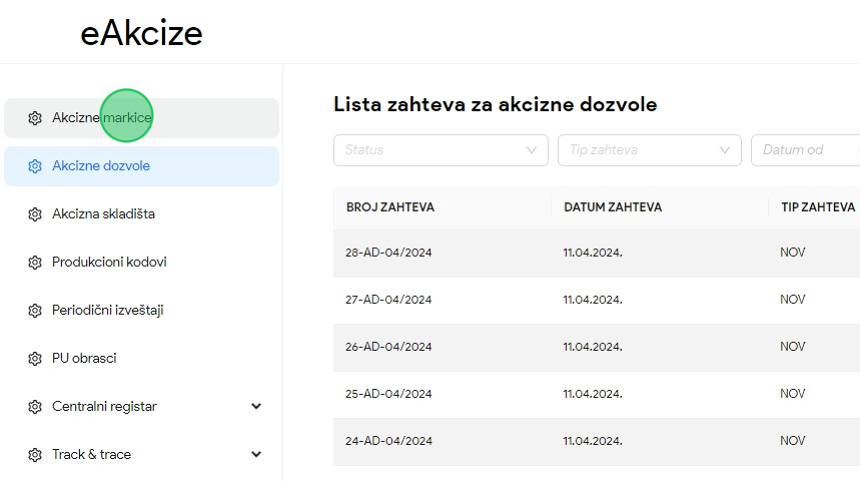 eAkcize
Akcizne markice
Akcizne dozvole
Akcizna skladišta
Produkcioni kodovi
Periodični izveštaji
PU obrasci
Centralni registar
Track & trace
Lista zahteva za akcizne dozvole
Status Tip zahteva Datum od
BROJ ZAHTEVA DATUM ZAHTEVA TIP ZAHTEVA
28-AD-04/2024 11.04.2024. NOV
27-AD-04/2024 11.04.2024. NOV
26-AD-04/2024 11.04.2024. NOV
25-AD-04/2024 11.04.2024. NOV
24-AD-04/2024 11.04.2024. NOV